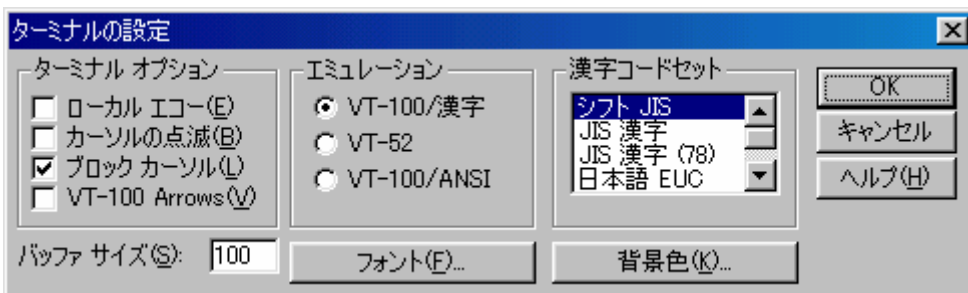 ターミナルの設定
ターミナル オプション
ローカル エコー(E)
カーソルの点滅(B)
ブロック カーソル(L)
VT-100 Arrows(V)
バッファ サイズ(S):
100
エミュレーション
VT-100/漢字
VT-52
VT-100/ANSI
フォント(F)...
漢字コードセット
シフト JIS
JIS 漢字
JIS 漢字 (78)
日本語 EUC
背景色(K)...
OK
キャンセル
ヘルプ(H)